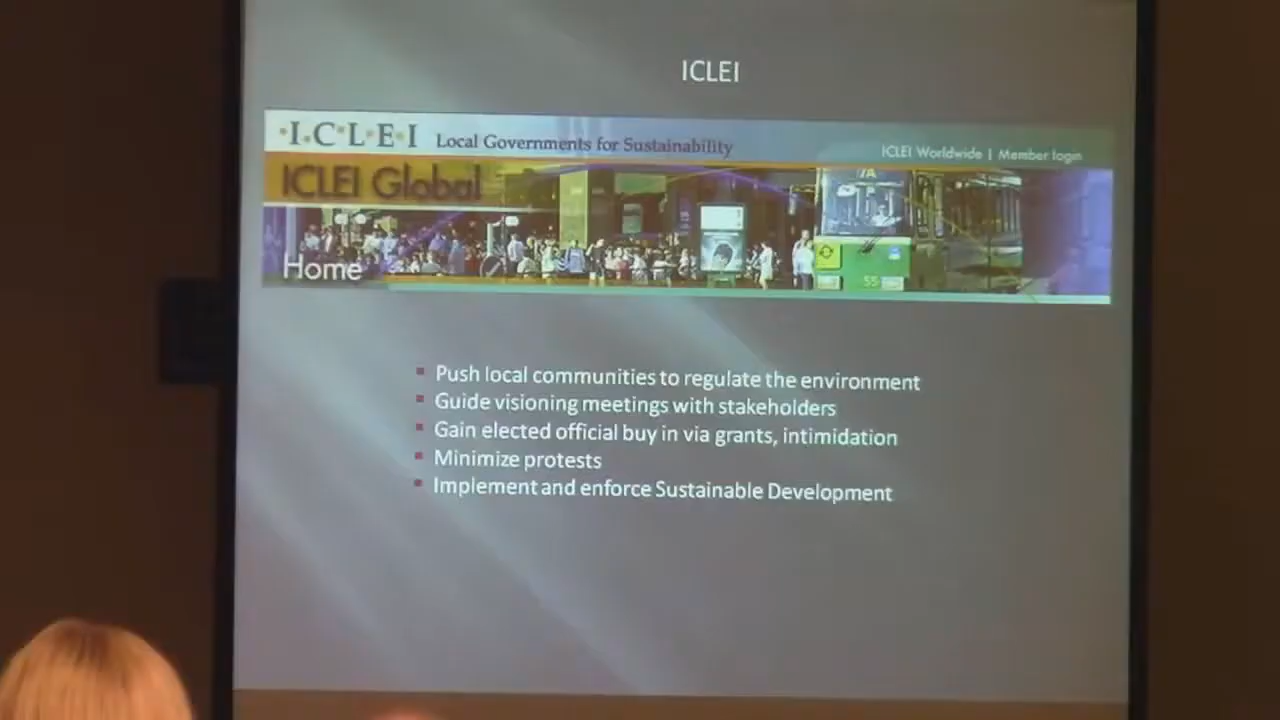 ICLEI
·I·C·L·E·I Local Governments for Sustainability
ICLEI Worldwide | Member login
ICLEI Global
7A
Home
55
Push local communities to regulate the environment
Guide visioning meetings with stakeholders
Gain elected official buy in via grants, intimidation
Minimize protests
Implement and enforce Sustainable Development